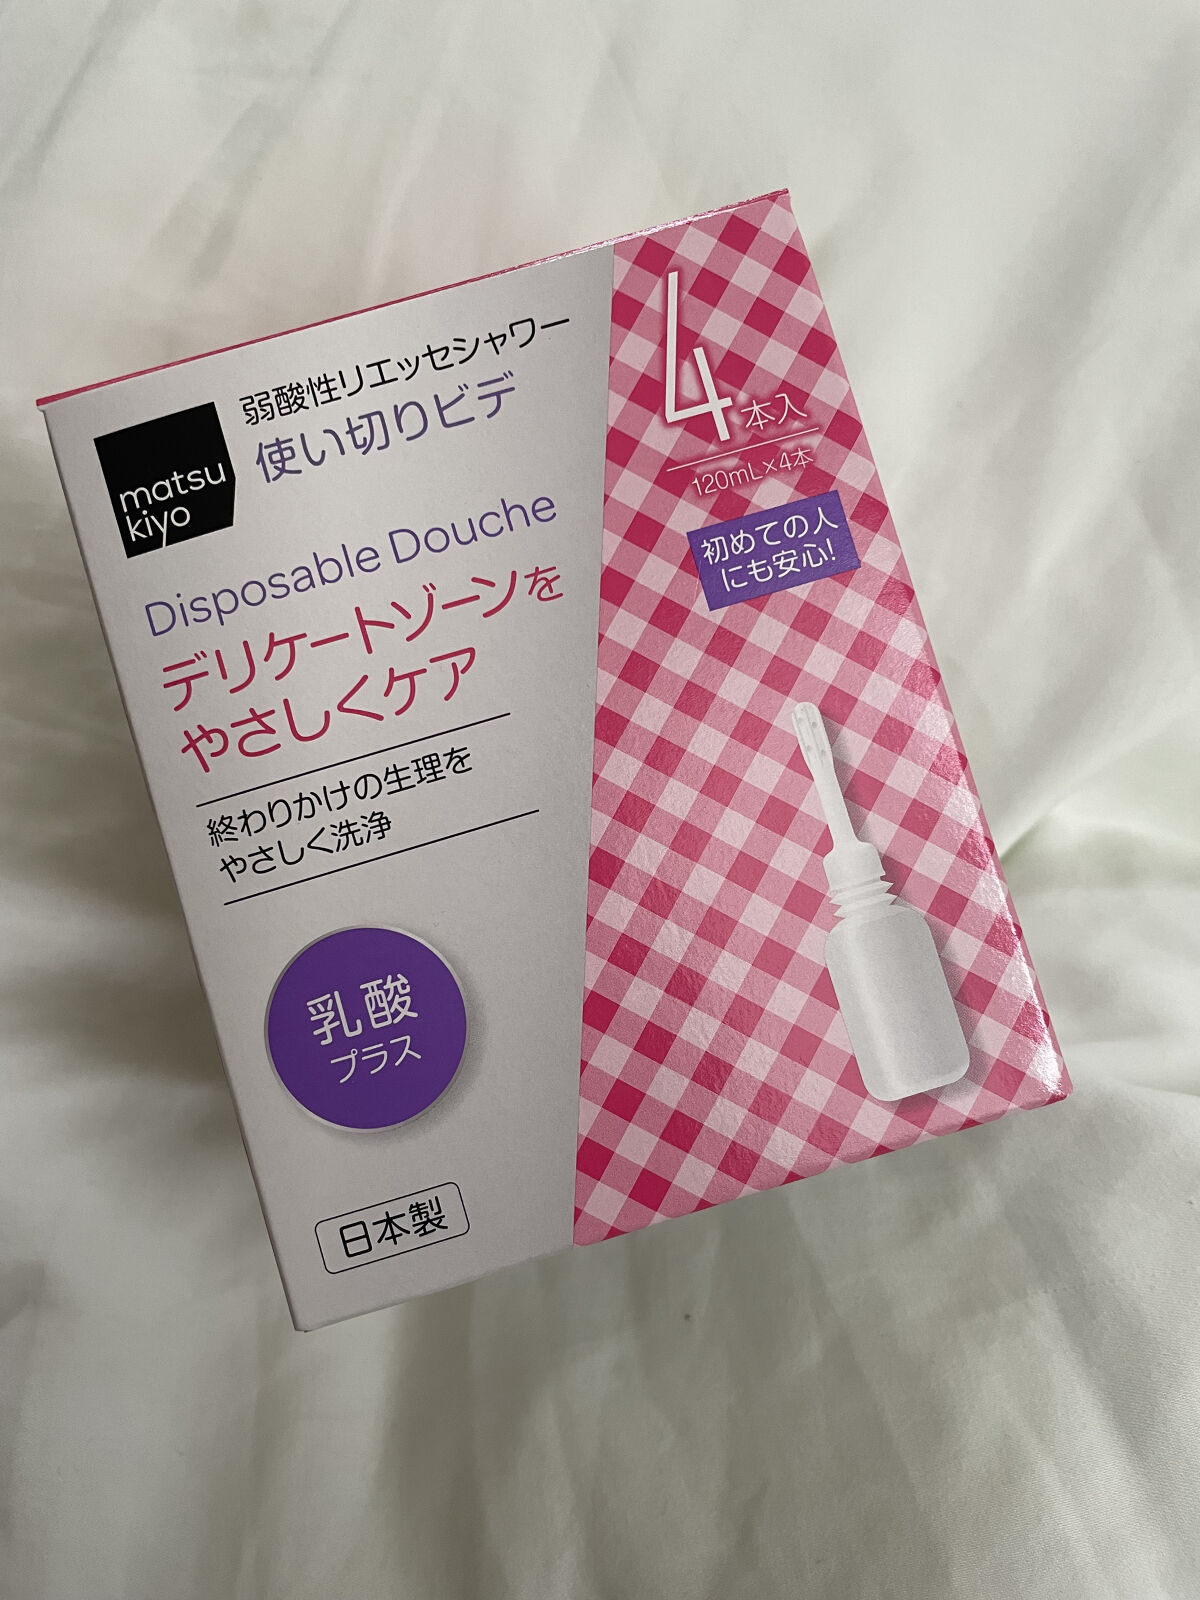 matsu
kiyo
弱酸性リエッセシャワー
使い切りビデ
Disposable Douche
デリケートゾーンを
やさしくケア
終わりかけの生理を
やさしく洗浄
乳酸
プラス
日本製
4本入
120mL×4本
初めての人
にも安心!